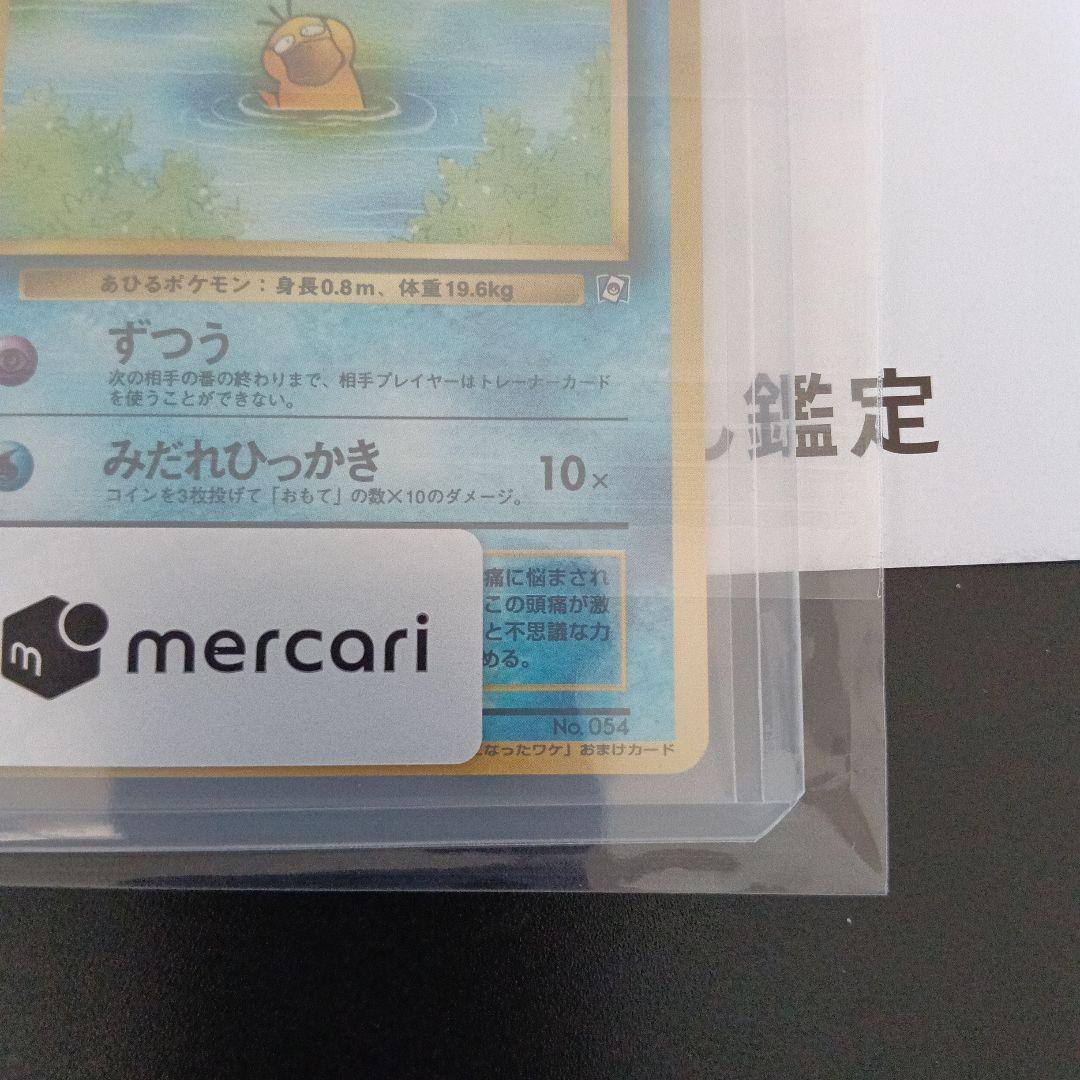 あひるポケモン：身長0.8m、体重19.6kg
ずつう
次の相手の番の終わりまで、相手プレイヤーはトレーナーカード
を使うことができない。
みだれひっかき 10×
コインを3枚投げて「おもて」の数×10のダメージ。
痛に悩まされ
この頭痛が激
と不思議な力
める。
No. 054
なったワケ」おまけカード
m mercari
し鑑定